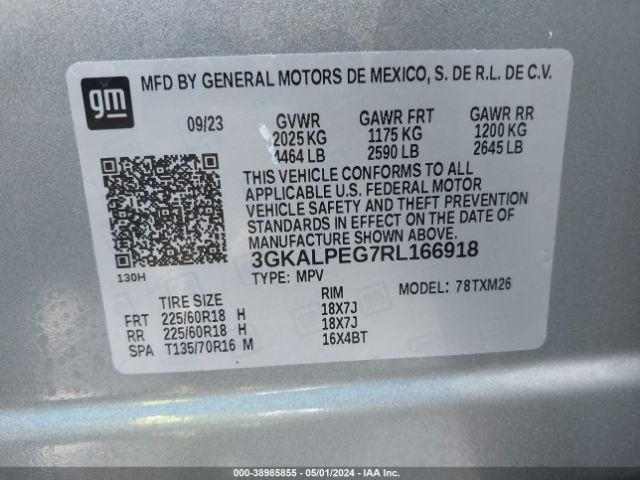 gm
MFD BY GENERAL MOTORS DE MEXICO, S. DE R.L. DE C.V.
09/23 GVWR GAWR FRT GAWR RR
2025 KG 1175 KG 1200 KG
4464 LB 2590 LB 2645 LB
THIS VEHICLE CONFORMS TO ALL
APPLICABLE U.S. FEDERAL MOTOR
VEHICLE SAFETY AND THEFT PREVENTION
STANDARDS IN EFFECT ON THE DATE OF
MANUFACTURE SHOWN ABOVE.
130H
3GKALPEG7RL166918
TYPE: MPV MODEL: 78TXM26
TIRE SIZE RIM
FRT 225/60R18 H 18X7J
RR 225/60R18 H 18X7J
SPA T135/70R16 M 16X4BT
000-38985855 - 05/01/2024 - IAA Inc.